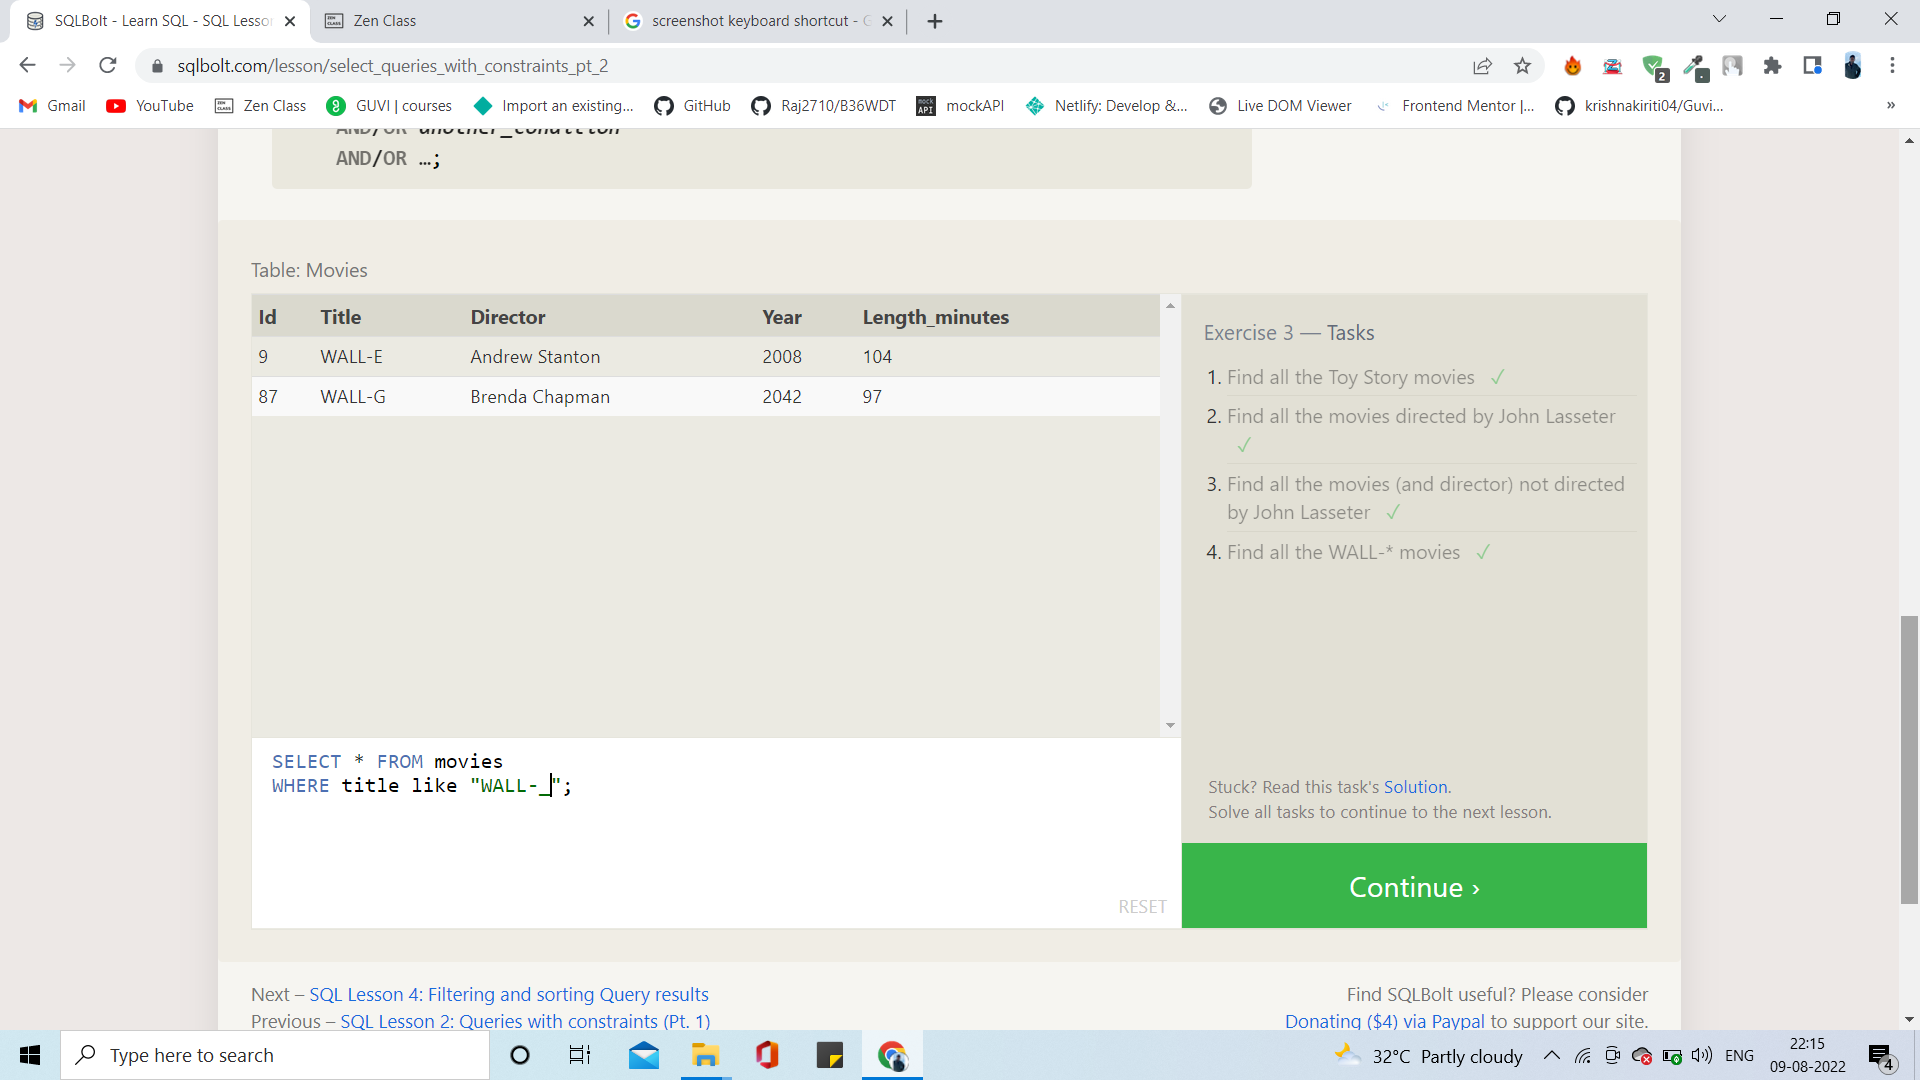 SQLBolt - Learn SQL - SQL Lesson
Zen Class
screenshot keyboard shortcut - G
sqlbolt.com/lesson/select_queries_with_constraints_pt_2
2
Gmail
YouTube
Zen Class
GUVI | courses
Import an existing...
GitHub
Raj2710/B36WDT
mock API
mockAPI
Netlify: Develop &...
Live DOM Viewer
Frontend Mentor |...
krishnakiriti04/Guvi...
»
AND/OR another_condition
AND/OR …;
Table: Movies
Id Title Director Year Length_minutes
9 WALL-E Andrew Stanton 2008 104
87 WALL-G Brenda Chapman 2042 97
Exercise 3 — Tasks
1. Find all the Toy Story movies ✓
2. Find all the movies directed by John Lasseter
✓
3. Find all the movies (and director) not directed
by John Lasseter ✓
4. Find all the WALL-* movies ✓
SELECT * FROM movies
WHERE title like "WALL-_";
RESET
Stuck? Read this task's Solution.
Solve all tasks to continue to the next lesson.
Continue ›
Next – SQL Lesson 4: Filtering and sorting Query results
Previous – SQL Lesson 2: Queries with constraints (Pt. 1)
Find SQLBolt useful? Please consider
Donating ($4) via Paypal to support our site.
Type here to search
32°C Partly cloudy
ENG
22:15
09-08-2022
4